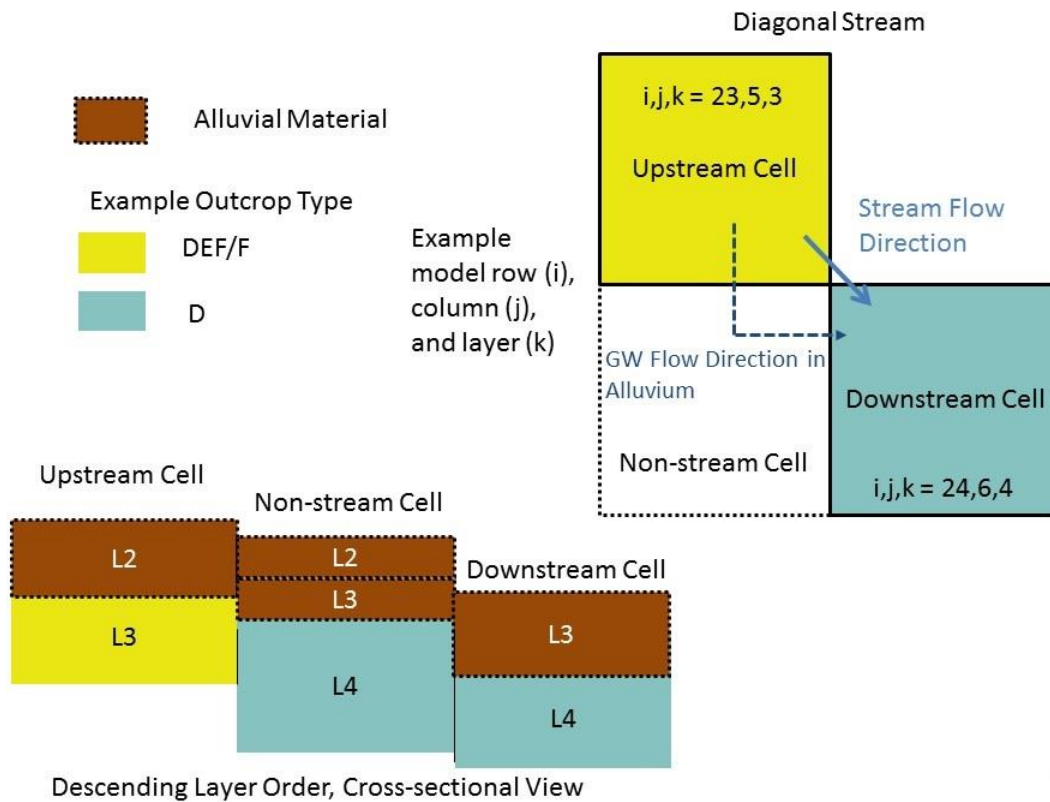 Diagonal Stream
Alluvial Material
Example Outcrop Type
DEF/F
D
i,j,k = 23,5,3
Upstream Cell
Stream Flow
Direction
Example
model row (i),
column (j),
and layer (k)
GW Flow Direction in
Alluvium
Downstream Cell
Non-stream Cell
i,j,k = 24,6,4
Upstream Cell
Non-stream Cell
Downstream Cell
L2
L3
L2
L3
L4
L3
L4
Descending Layer Order, Cross-sectional View